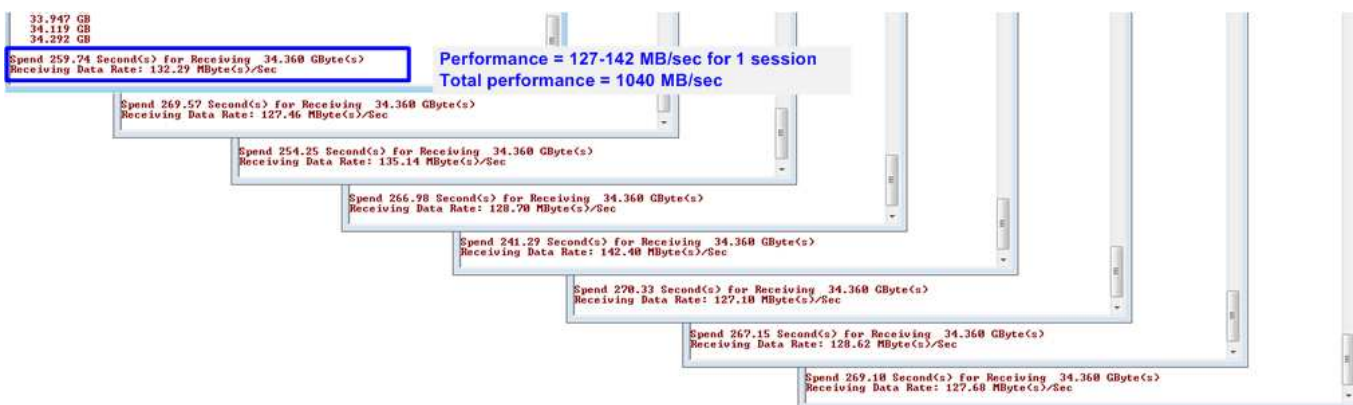 33.947 GB
34.119 GB
34.292 GB
Spend 259.74 Second(s) for Receiving  34.360 GByte(s)
Receiving Data Rate: 132.29 MByte(s)/Sec
Performance = 127-142 MB/sec for 1 session
Total performance = 1040 MB/sec
Spend 269.57 Second(s) for Receiving  34.360 GByte(s)
Receiving Data Rate: 127.46 MByte(s)/Sec
Spend 254.25 Second(s) for Receiving  34.360 GByte(s)
Receiving Data Rate: 135.14 MByte(s)/Sec
Spend 266.98 Second(s) for Receiving  34.360 GByte(s)
Receiving Data Rate: 128.70 MByte(s)/Sec
Spend 241.29 Second(s) for Receiving  34.360 GByte(s)
Receiving Data Rate: 142.40 MByte(s)/Sec
Spend 270.33 Second(s) for Receiving  34.360 GByte(s)
Receiving Data Rate: 127.10 MByte(s)/Sec
Spend 267.15 Second(s) for Receiving  34.360 GByte(s)
Receiving Data Rate: 128.62 MByte(s)/Sec
Spend 269.10 Second(s) for Receiving  34.360 GByte(s)
Receiving Data Rate: 127.68 MByte(s)/Sec